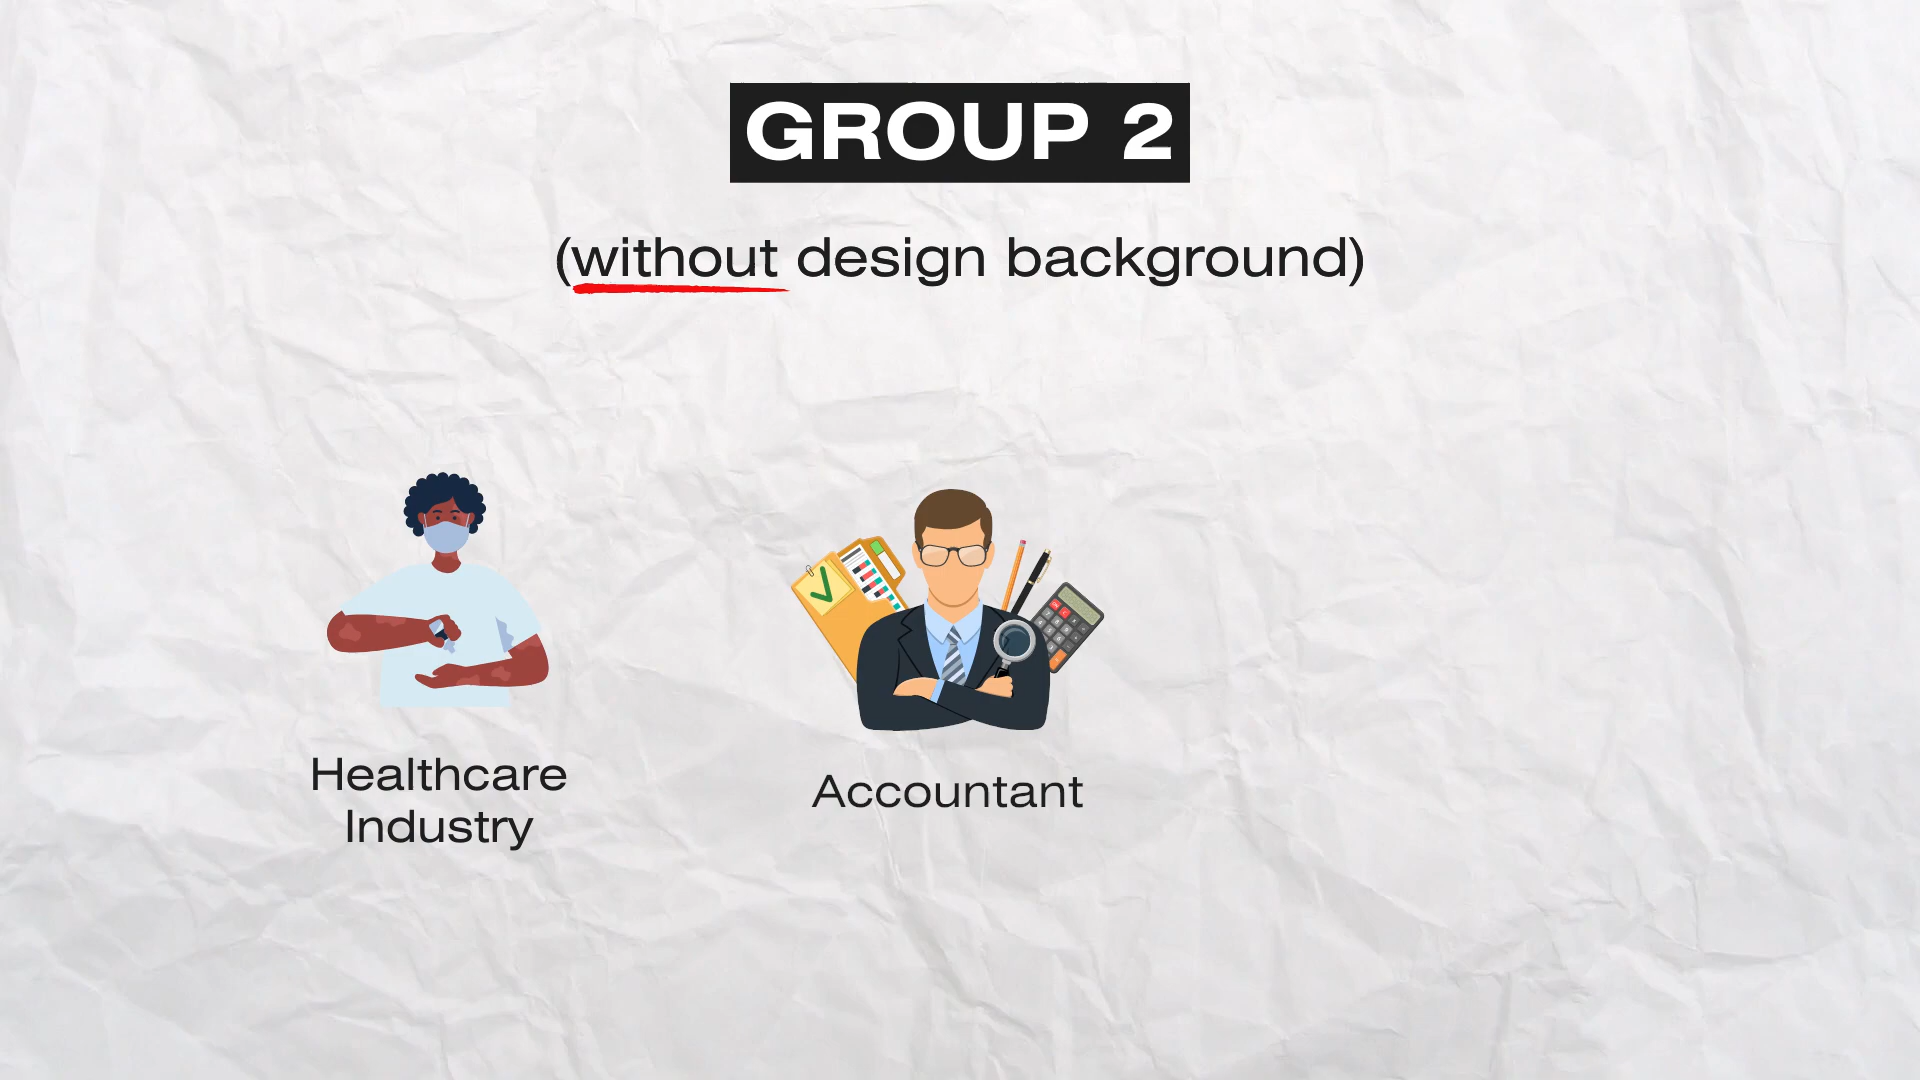 GROUP 2
(without design background)
Healthcare
Industry
Accountant